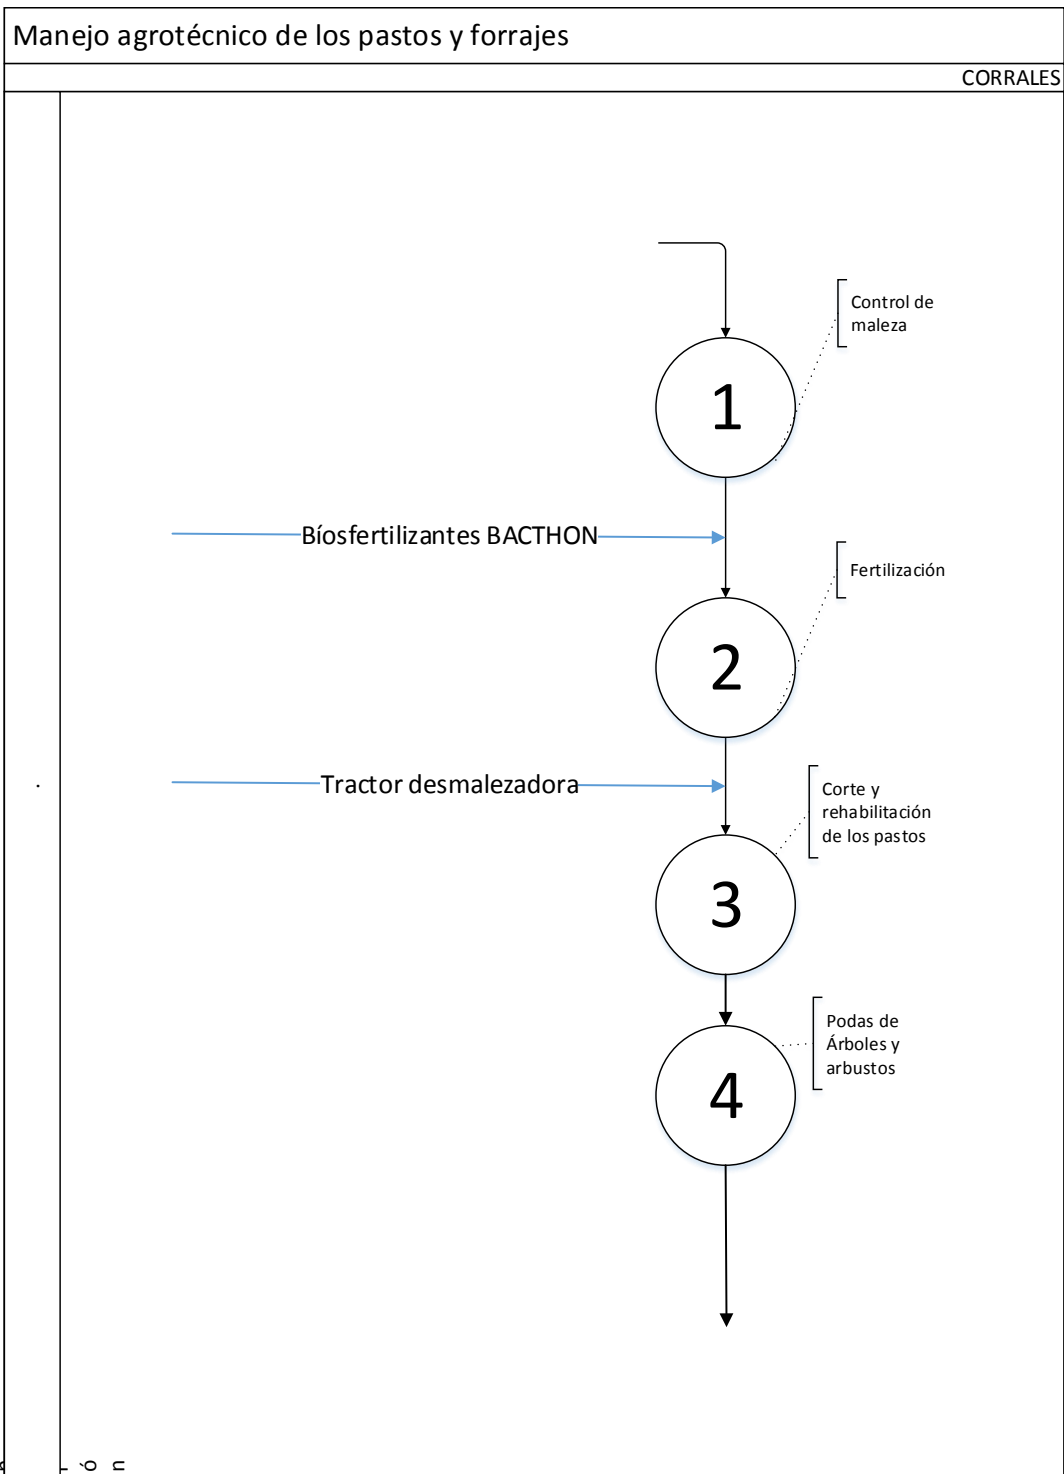 Manejo agrotécnico de los pastos y forrajes
CORRALES
Control de
maleza
1
Bíosfertilizantes BACTHON
Fertilización
2
Tractor desmalezadora
.
Corte y
rehabilitación
de los pastos
3
Podas de
Árboles y
arbustos
4